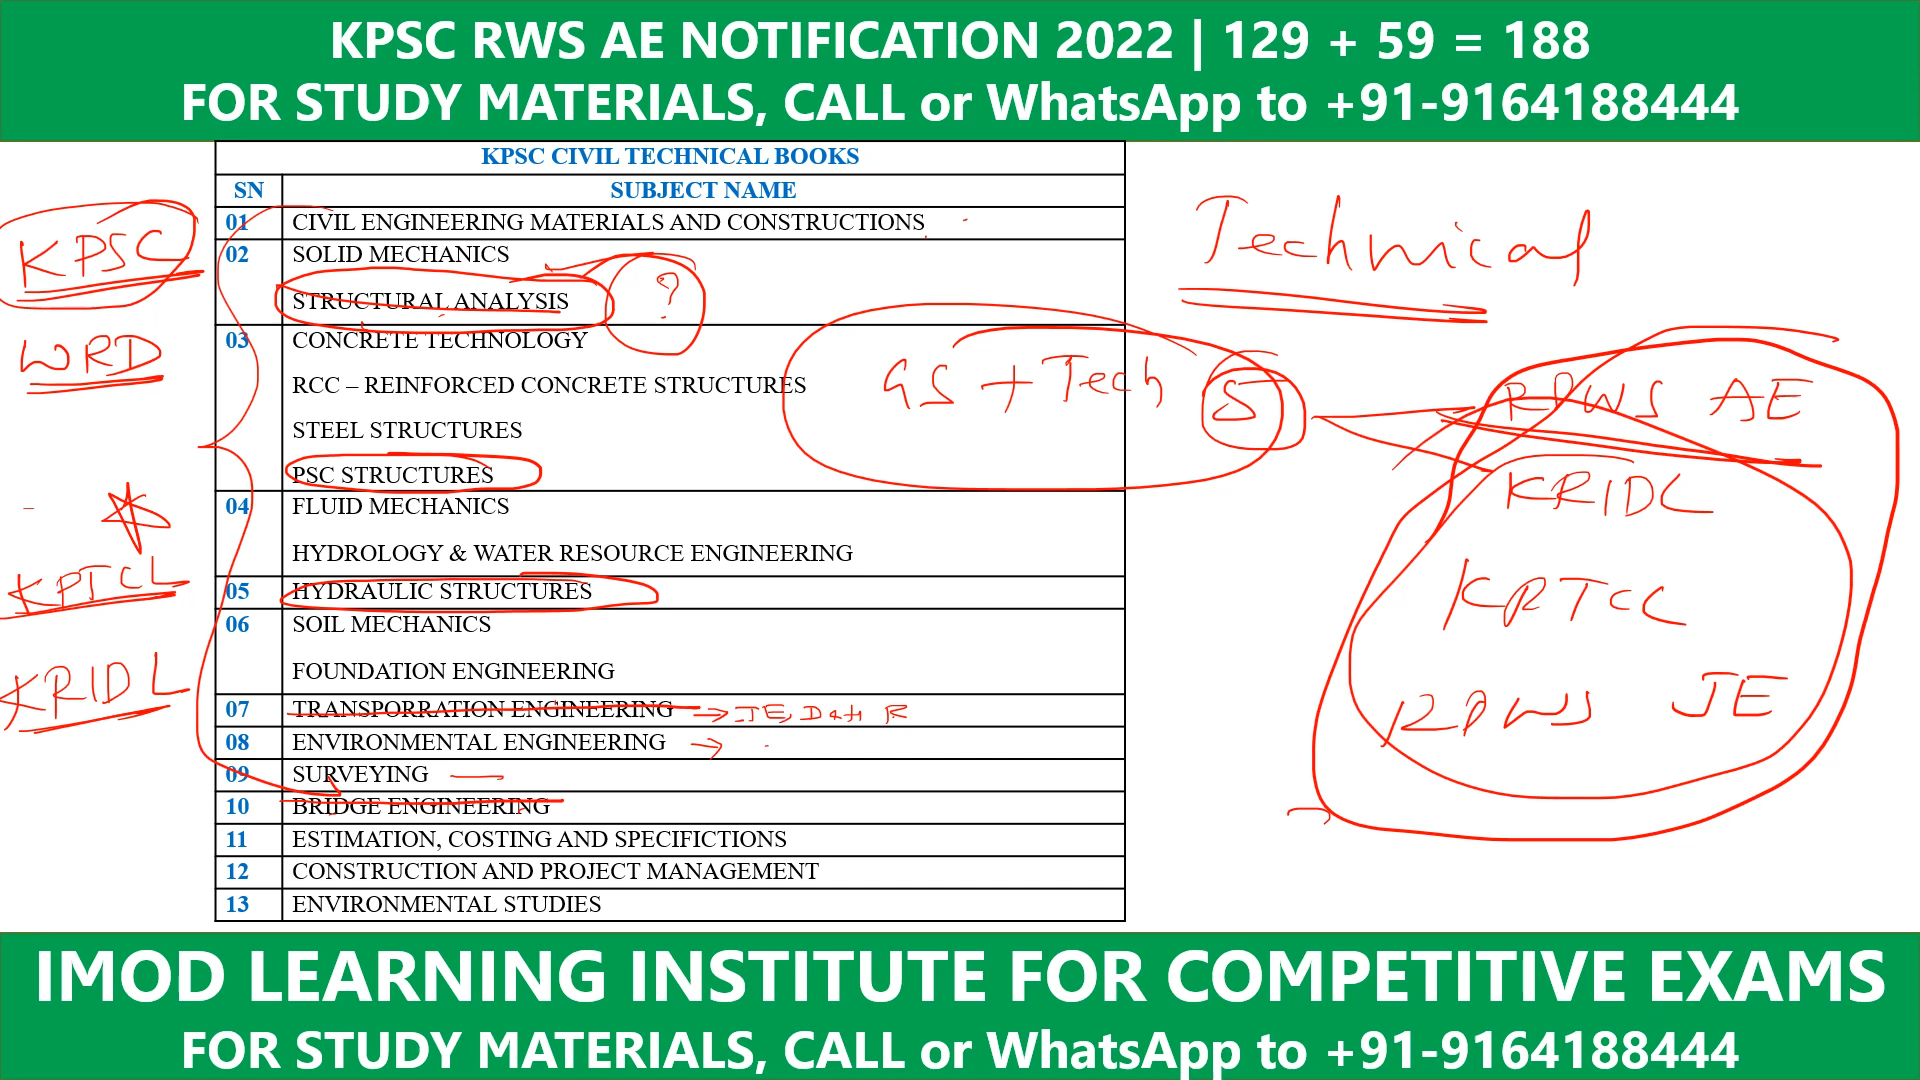 KPSC RWS AE NOTIFICATION 2022 | 129 + 59 = 188
FOR STUDY MATERIALS, CALL or WhatsApp to +91-9164188444
KPSC CIVIL TECHNICAL BOOKS
SN SUBJECT NAME
01 CIVIL ENGINEERING MATERIALS AND CONSTRUCTIONS
02 SOLID MECHANICS
STRUCTURAL ANALYSIS
?
03 CONCRETE TECHNOLOGY
RCC – REINFORCED CONCRETE STRUCTURES
STEEL STRUCTURES
PSC STRUCTURES
04 FLUID MECHANICS
HYDROLOGY & WATER RESOURCE ENGINEERING
05 HYDRAULIC STRUCTURES
06 SOIL MECHANICS
FOUNDATION ENGINEERING
07 TRANSPORRATION ENGINEERING → JE,
08 ENVIRONMENTAL ENGINEERING →
09 SURVEYING
10 BRIDGE ENGINEERING
11 ESTIMATION, COSTING AND SPECIFICTIONS
12 CONSTRUCTION AND PROJECT MANAGEMENT
13 ENVIRONMENTAL STUDIES
KPSC
WRD
KPTCL
KRIDL
Technical
GS + Tech
RDWS AE
KRIDL
KPTCL
RDWS JE
IMOD LEARNING INSTITUTE FOR COMPETITIVE EXAMS
FOR STUDY MATERIALS, CALL or WhatsApp to +91-9164188444